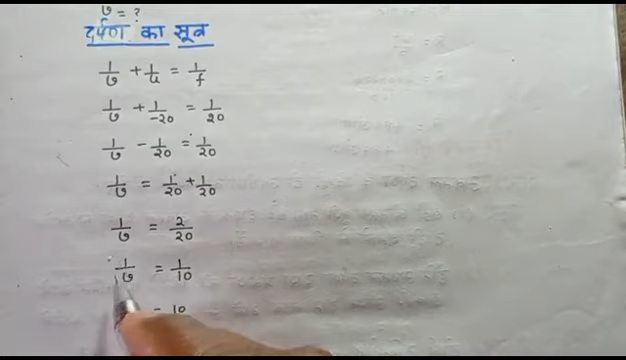 v = ?
दर्पण का सूत्र
1/v + 1/u = 1/f
1/v + 1/-20 = 1/20
1/v - 1/20 = 1/20
1/v = 1/20 + 1/20
1/v = 2/20
1/v = 1/10
= 10